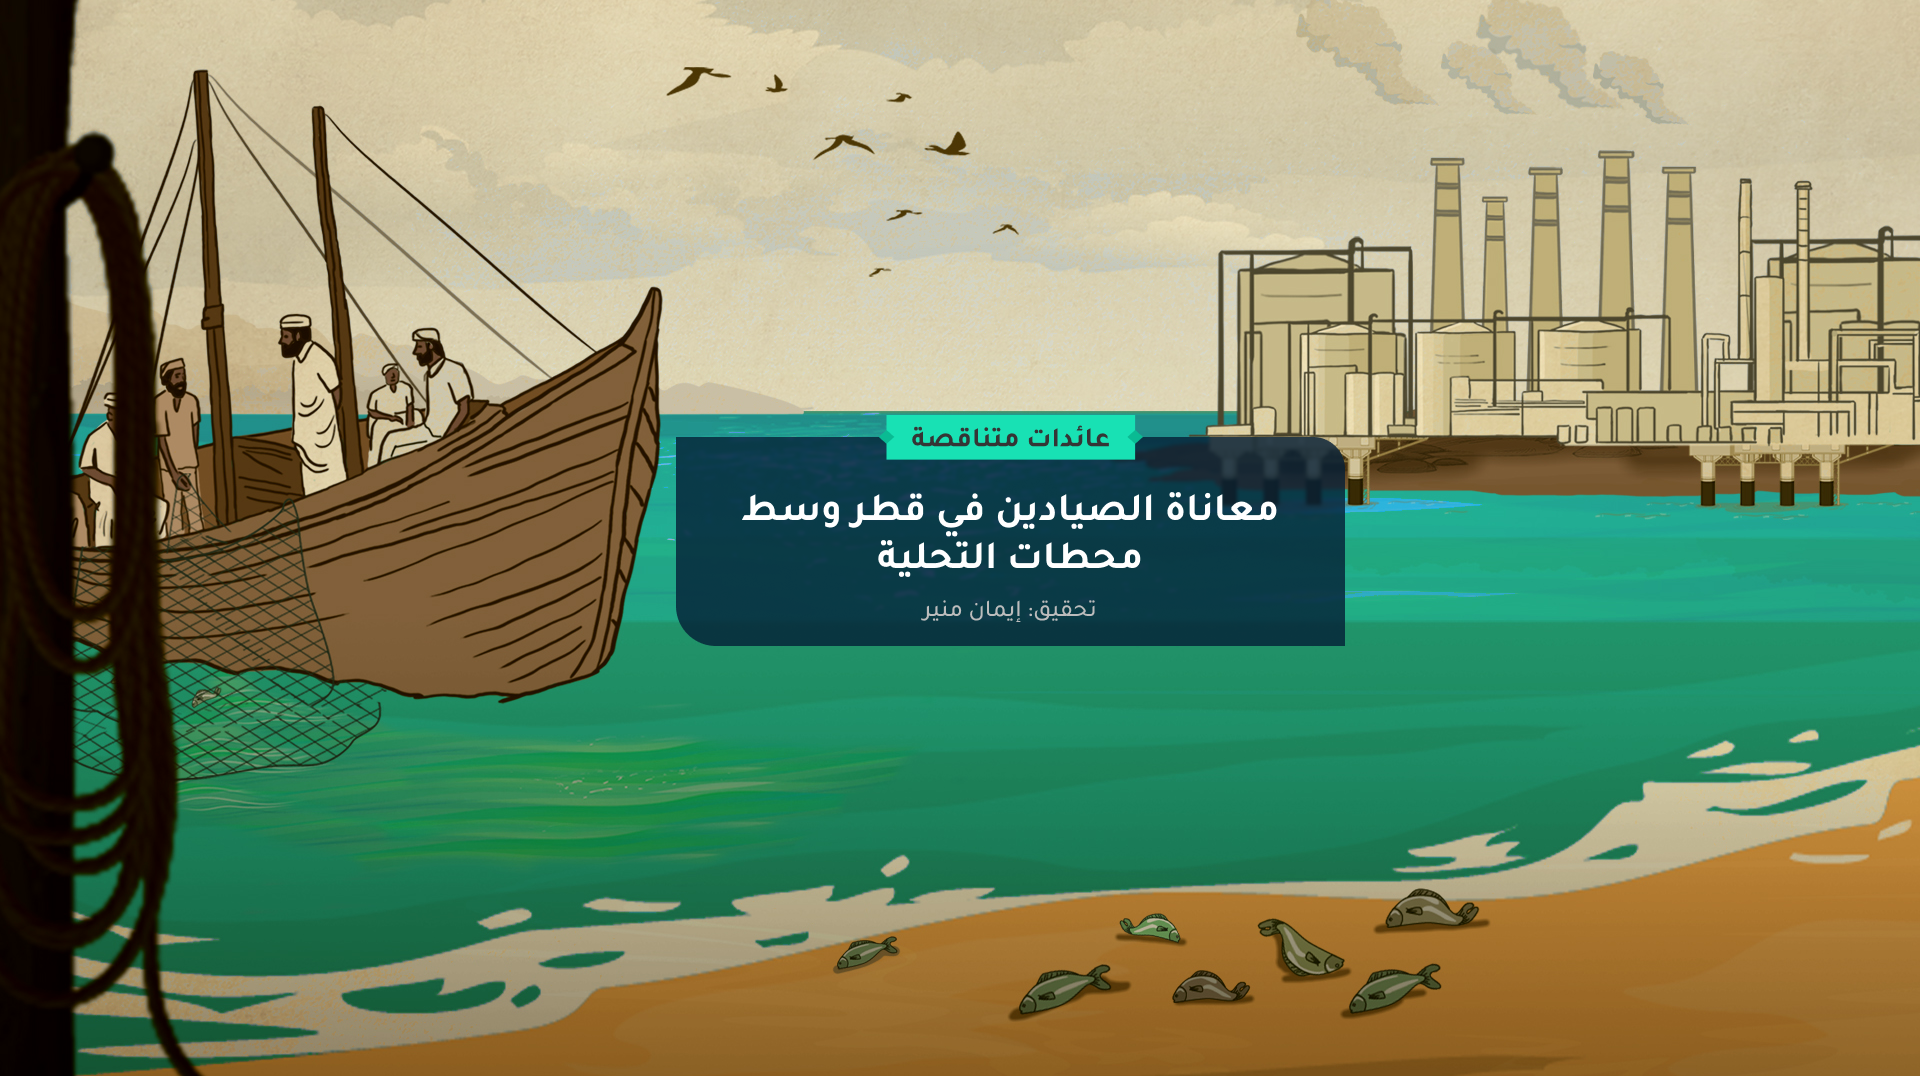 عائدات متناقصة
معاناة الصيادين في قطر وسط
محطات التحلية
تحقيق: إيمان منير